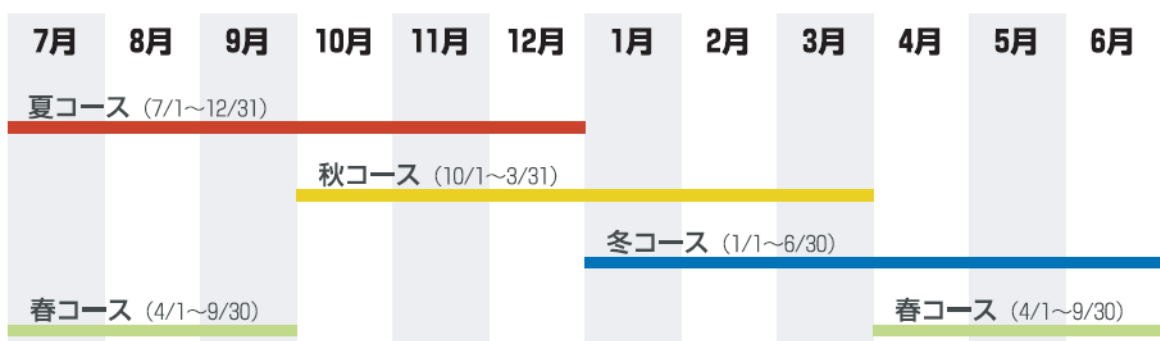 7月 8月 9月 10月 11月 12月 1月 2月 3月 4月 5月 6月
夏コース（7/1～12/31）
秋コース（10/1～3/31）
冬コース（1/1～6/30）
春コース（4/1～9/30） 春コース（4/1～9/30）